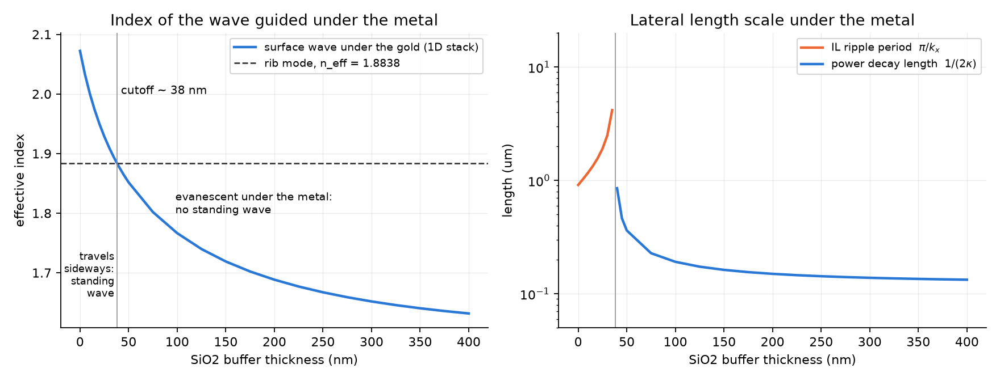 Index of the wave guided under the metal
2.1
2.0
1.9
1.8
1.7
effective index
surface wave under the gold (1D stack)
rib mode, n_eff = 1.8838
cutoff ~ 38 nm
evanescent under the metal:
no standing wave
travels
sideways:
standing
wave
0 50 100 150 200 250 300 350 400
SiO2 buffer thickness (nm)
Lateral length scale under the metal
10¹
10⁰
10⁻¹
length (um)
IL ripple period π/kₓ
power decay length 1/(2κ)
0 50 100 150 200 250 300 350 400
SiO2 buffer thickness (nm)